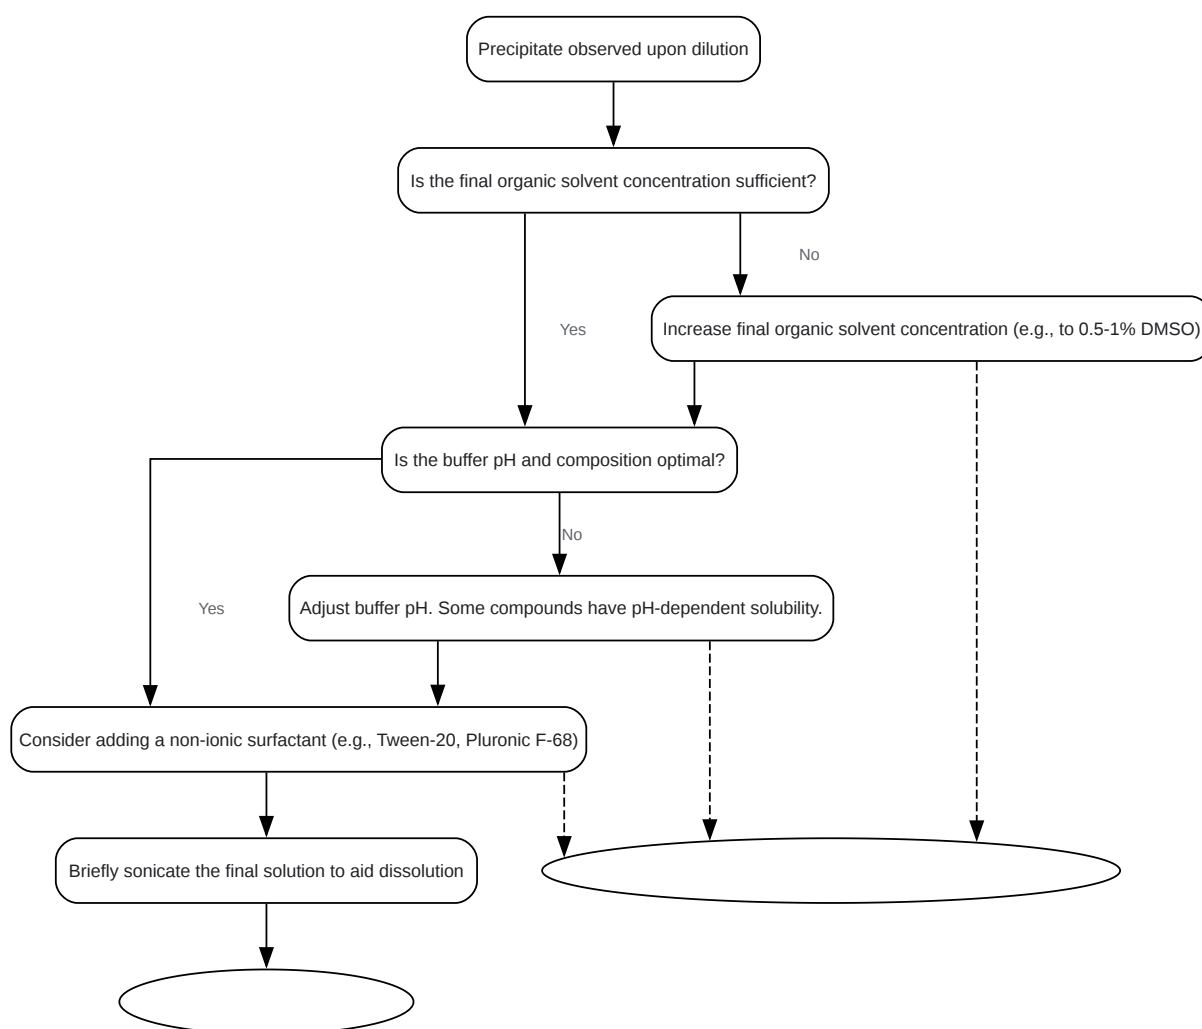 Precipitate observed upon dilution
Is the final organic solvent concentration sufficient?
No
Increase final organic solvent concentration (e.g., to 0.5-1% DMSO)
Yes
Is the buffer pH and composition optimal?
No
Adjust buffer pH. Some compounds have pH-dependent solubility.
Yes
Consider adding a non-ionic surfactant (e.g., Tween-20, Pluronic F-68)
Briefly sonicate the final solution to aid dissolution